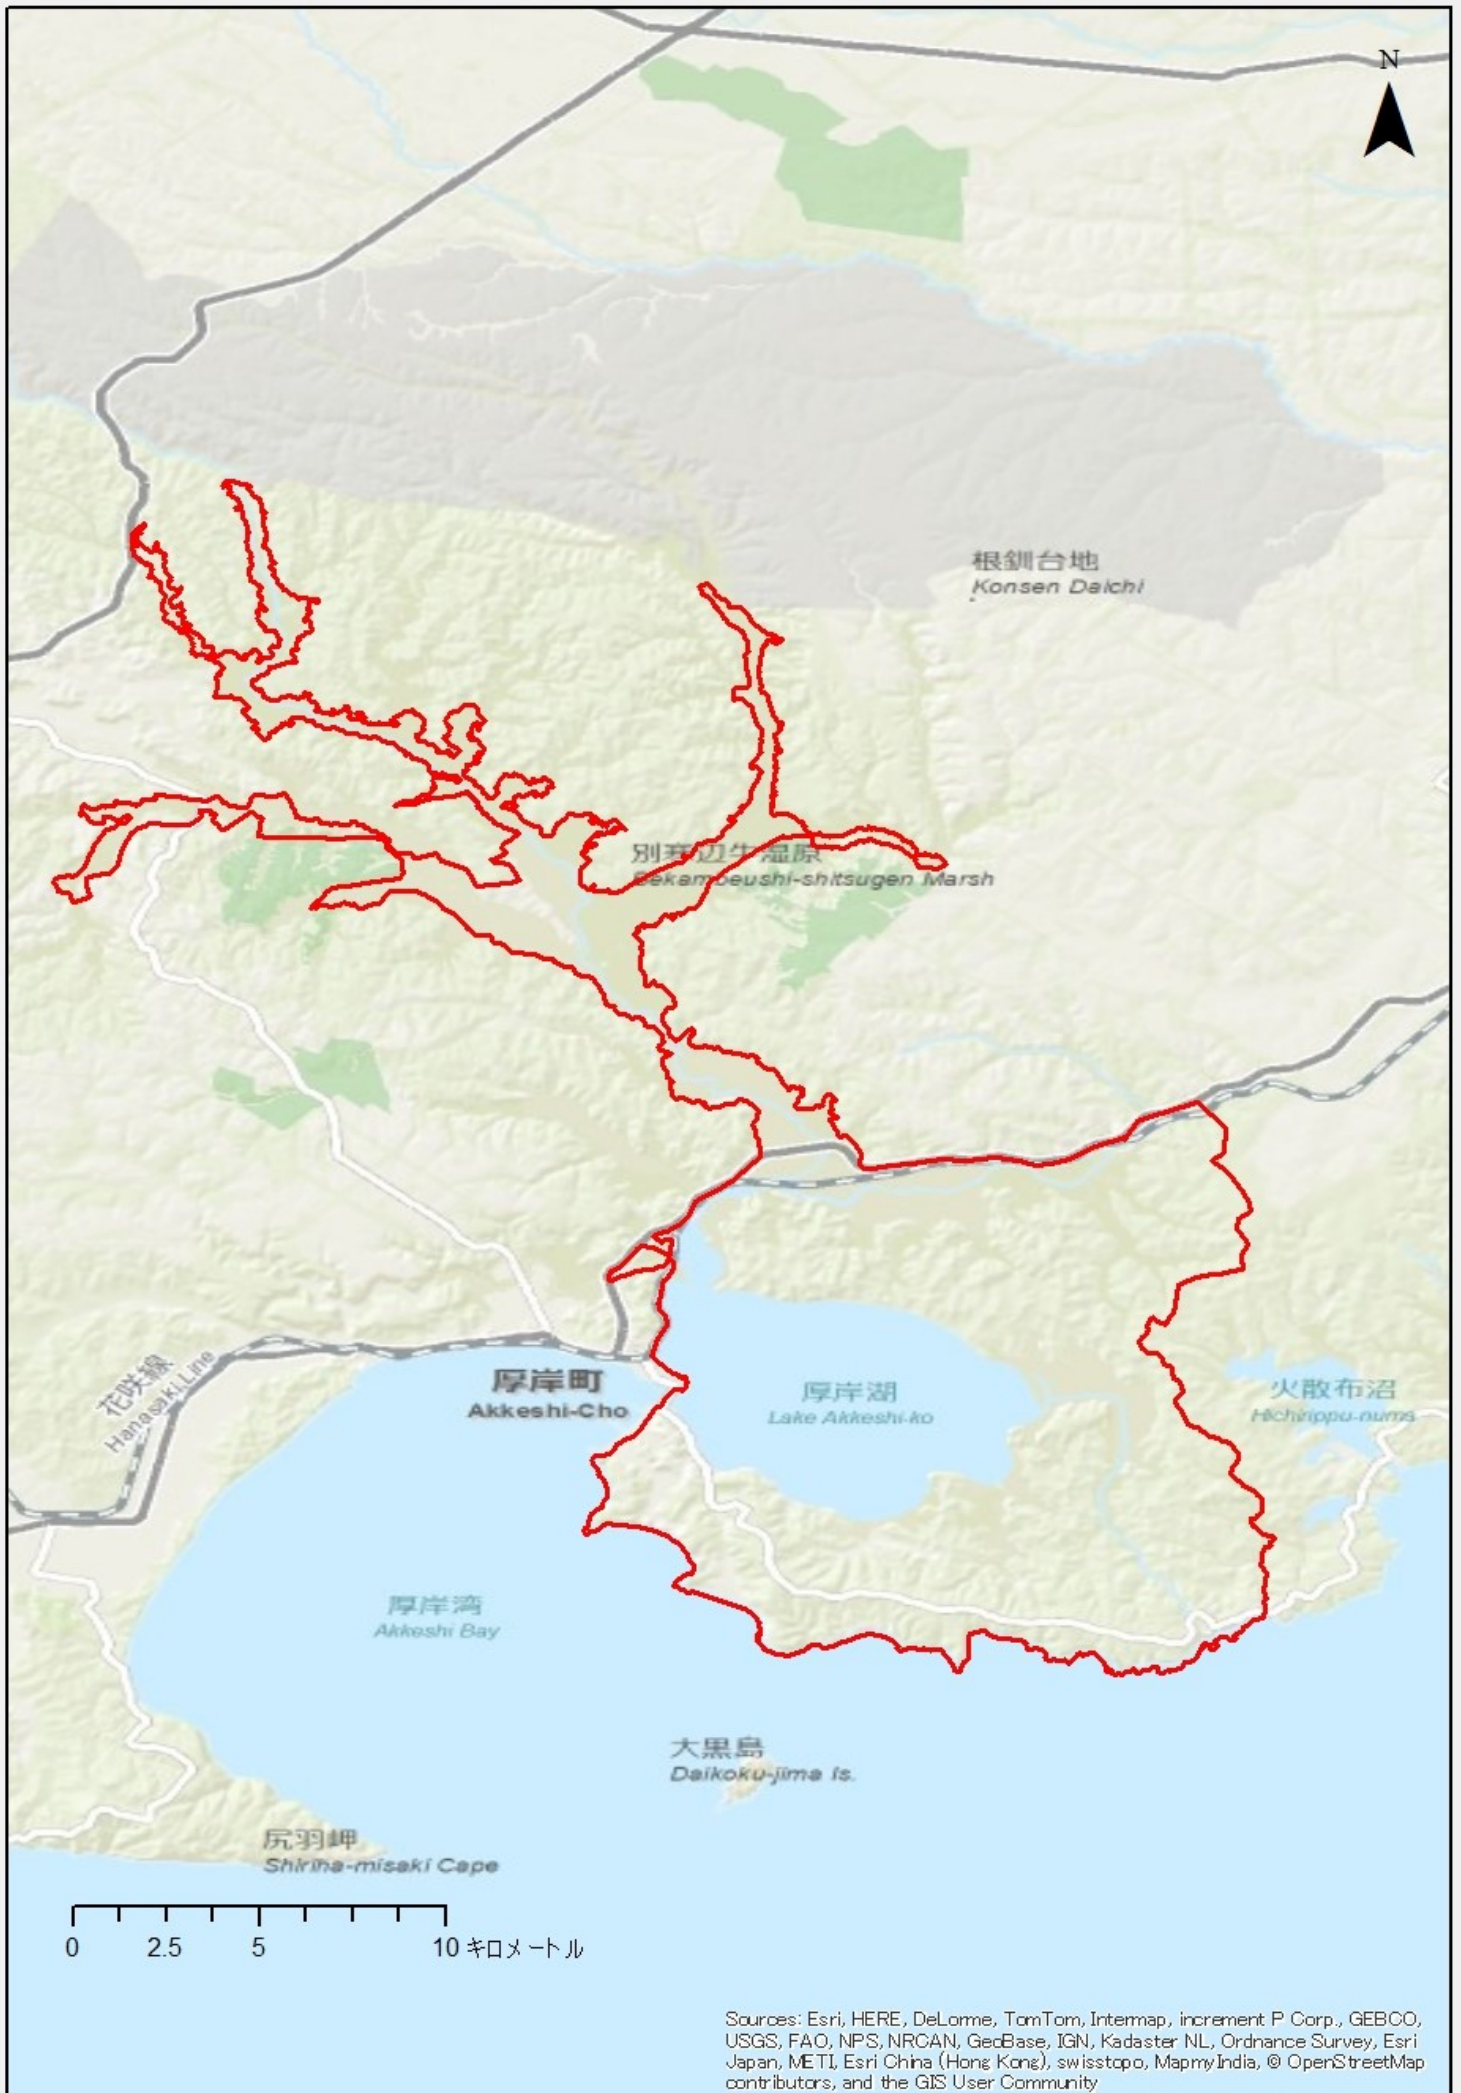 N
根釧台地
Konsen Daichi
別寒辺牛湿原
Bekambeushi-shitsugen Marsh
花咲線
Hanasaki Line
厚岸町
Akkeshi-Cho
厚岸湖
Lake Akkeshi-ko
火散布沼
Hichirippu-numa
厚岸湾
Akkeshi Bay
大黒島
Daikoku-jima Is.
尻羽岬
Shiriha-misaki Cape
0 2.5 5 10 キロメートル
Sources: Esri, HERE, DeLorme, TomTom, Intermap, increment P Corp., GEBCO,
USGS, FAO, NPS, NRCAN, GeoBase, IGN, Kadaster NL, Ordnance Survey, Esri
Japan, METI, Esri China (Hong Kong), swisstopo, MapmyIndia, © OpenStreetMap
contributors, and the GIS User Community